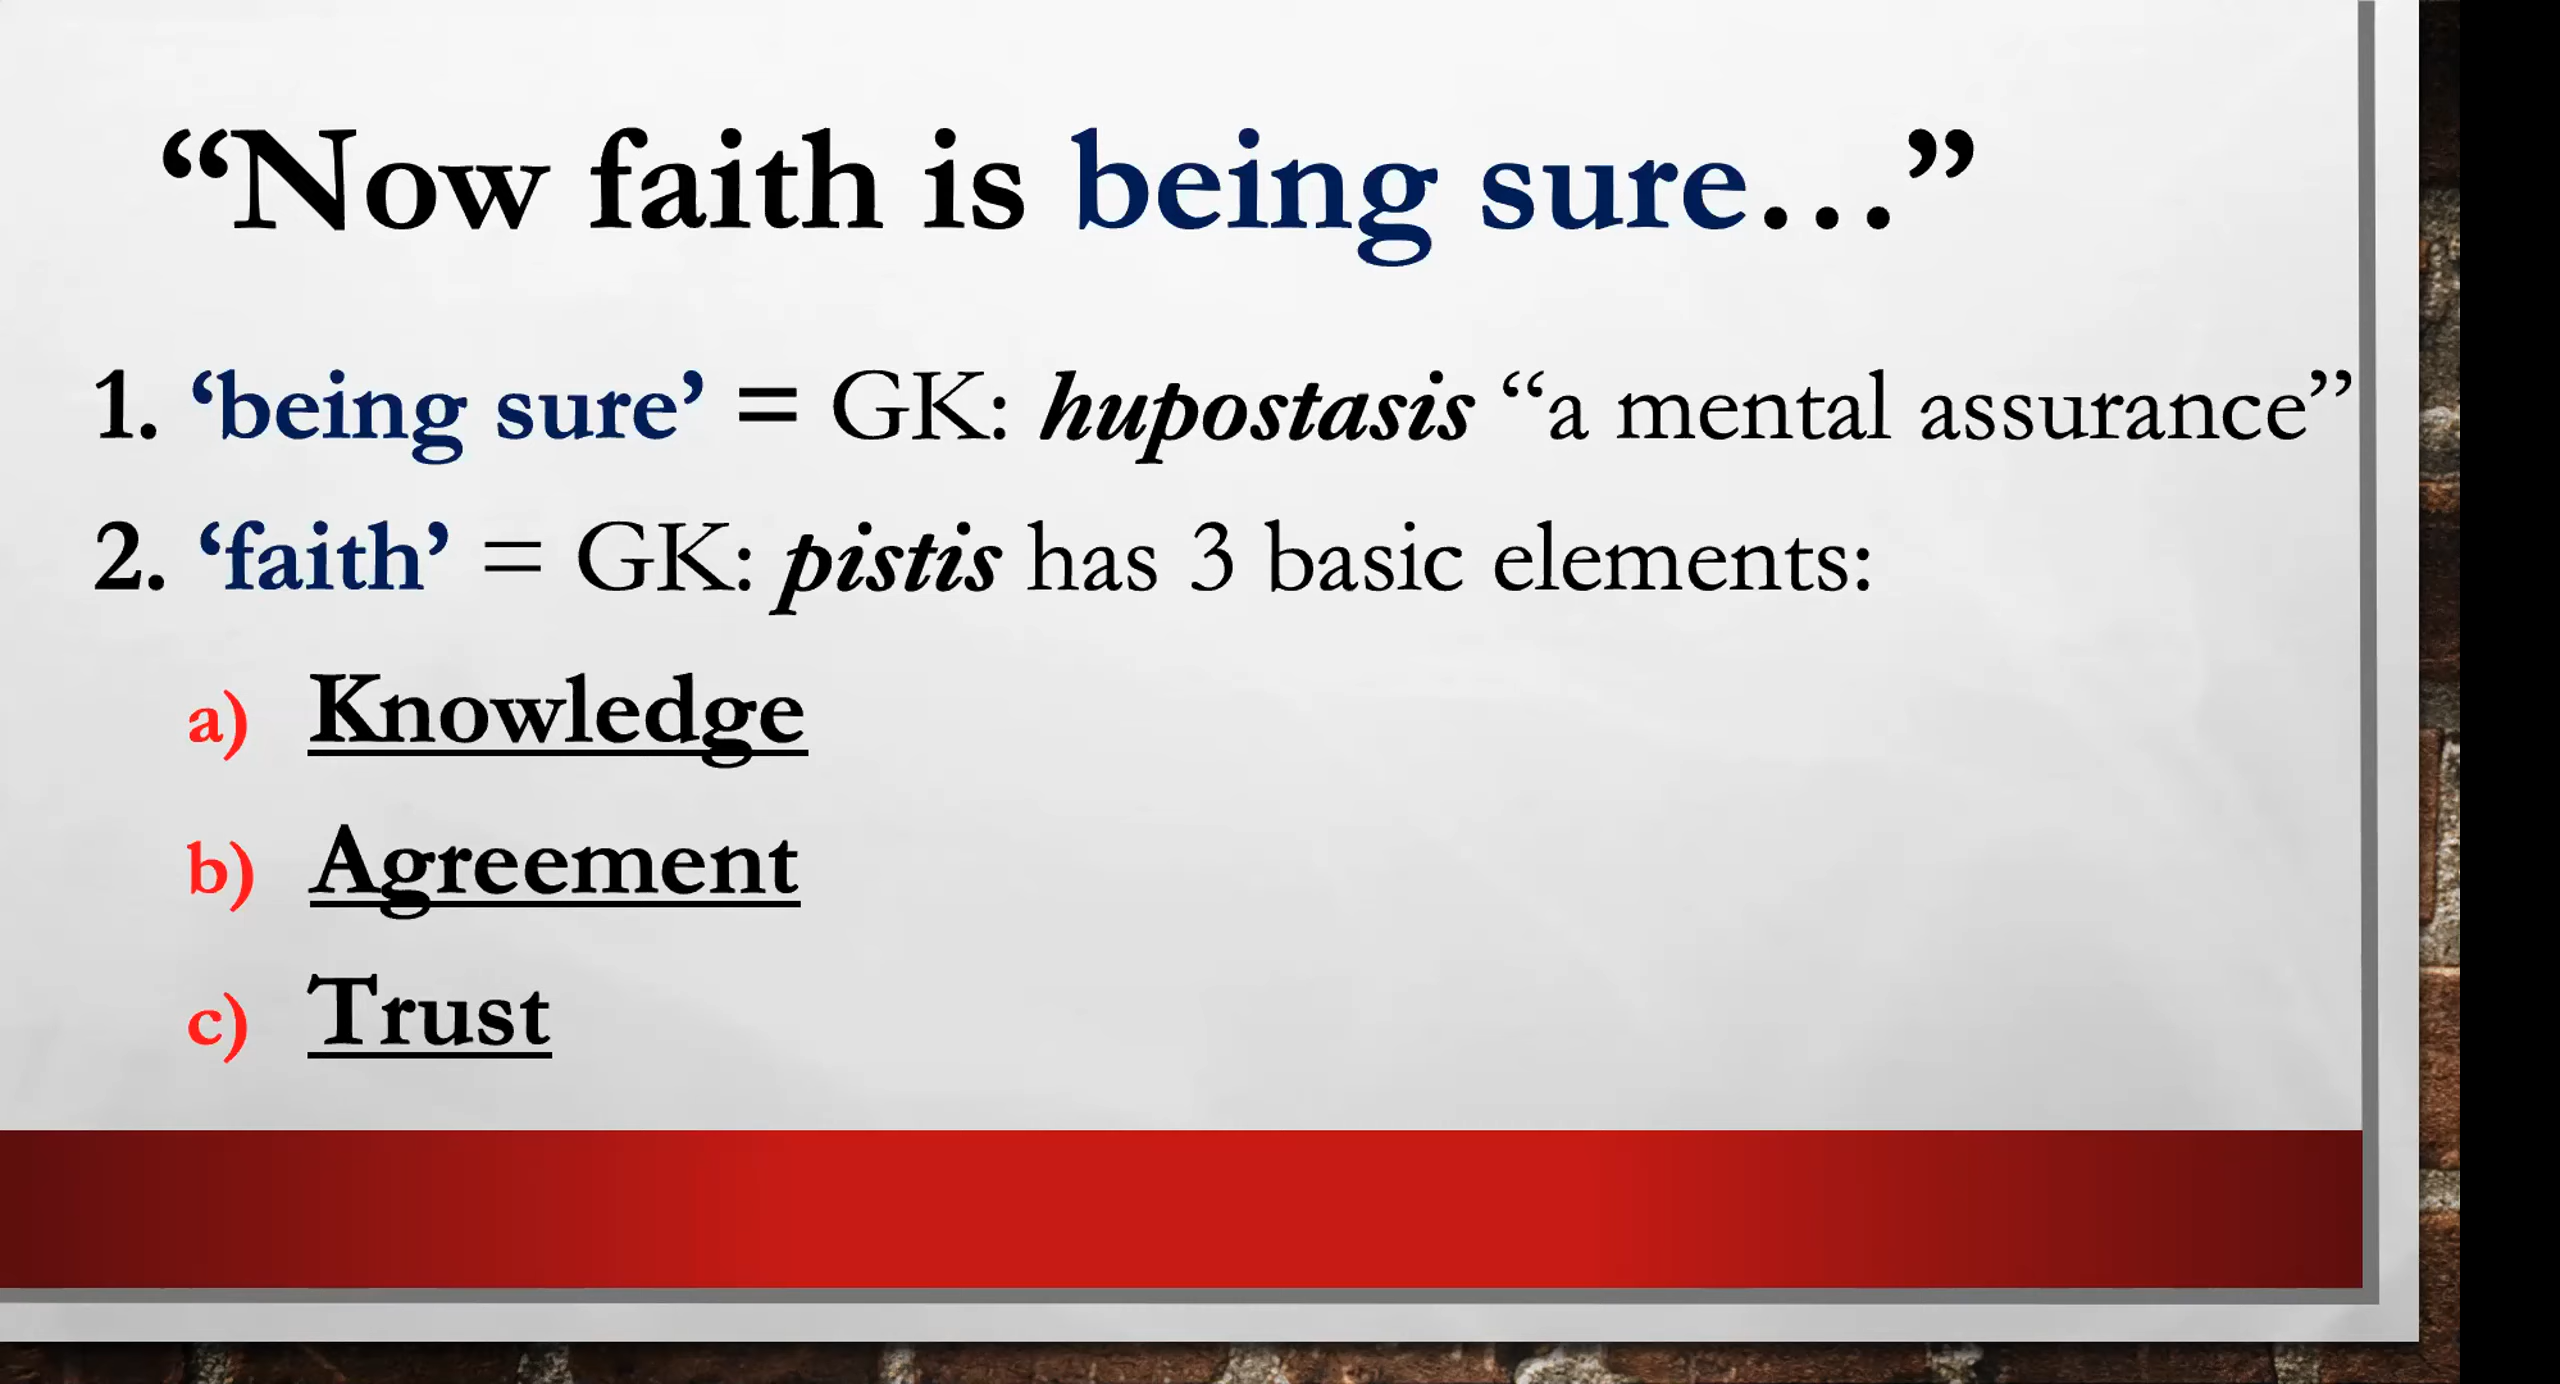 “Now faith is being sure…”
1. ‘being sure’ = GK: hupostasis “a mental assurance”
2. ‘faith’ = GK: pistis has 3 basic elements:
a) Knowledge
b) Agreement
c) Trust